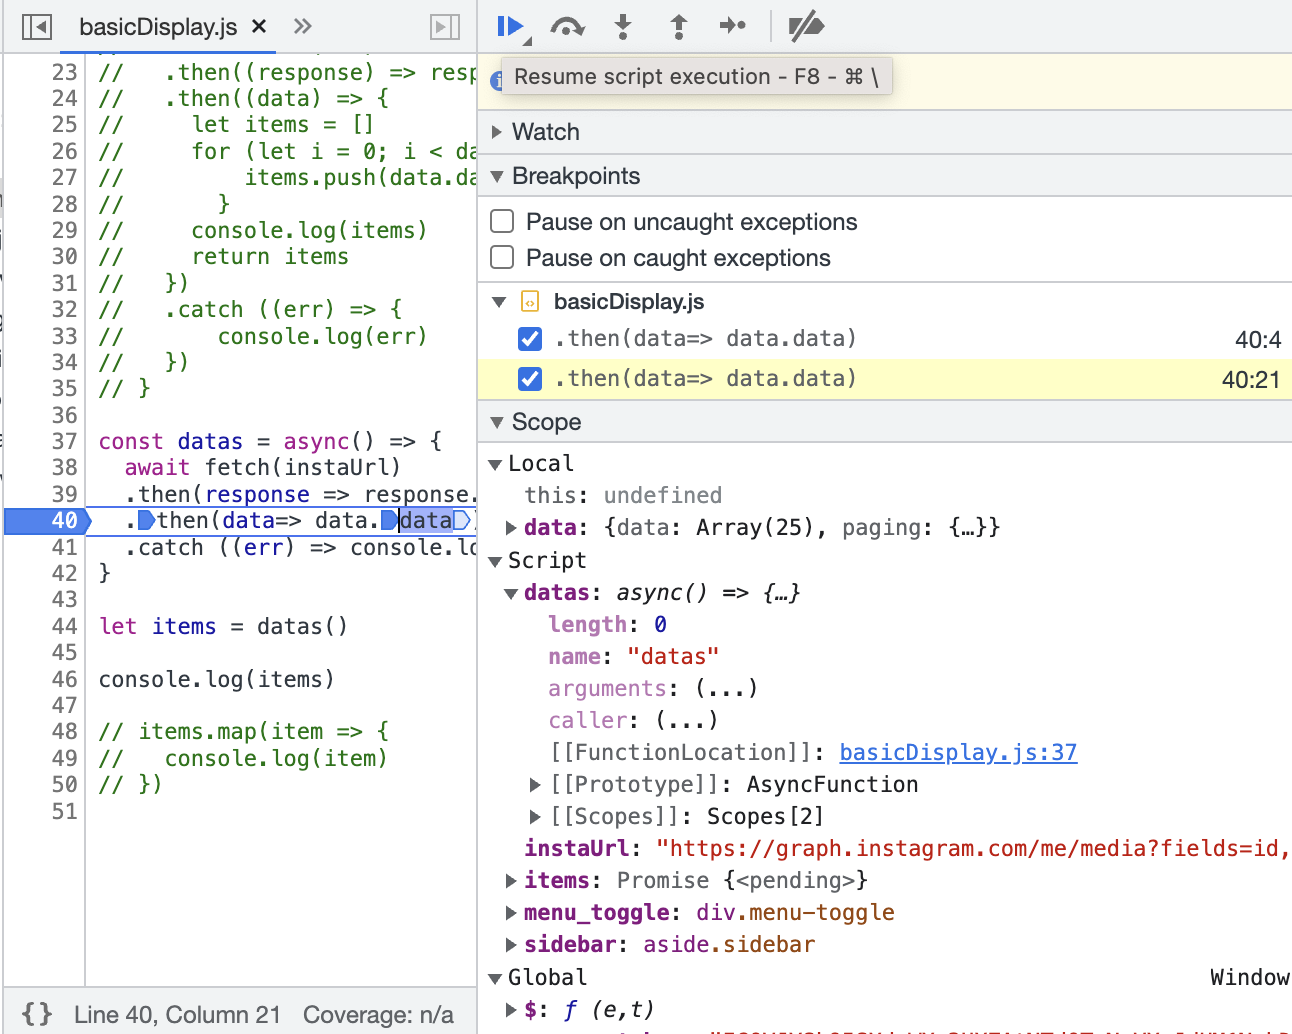 basicDisplay.js × »
23 //   .then((response) => resp
24 //   .then((data) => {
25 //     let items = []
26 //     for (let i = 0; i < da
27 //         items.push(data.da
28 //       }
29 //     console.log(items)
30 //     return items
31 //   })
32 //   .catch ((err) => {
33 //       console.log(err)
34 //   })
35 // }
36
37 const datas = async() => {
38   await fetch(instaUrl)
39   .then(response => response.
40   .then(data=> data.data
41   .catch ((err) => console.lo
42 }
43
44 let items = datas()
45
46 console.log(items)
47
48 // items.map(item => {
49 //   console.log(item)
50 // })
51
{} Line 40, Column 21 Coverage: n/a
Resume script execution - F8 - ⌘ \
Watch
Breakpoints
Pause on uncaught exceptions
Pause on caught exceptions
basicDisplay.js
.then(data=> data.data) 40:4
.then(data=> data.data) 40:21
Scope
Local
this: undefined
data: {data: Array(25), paging: {…}}
Script
datas: async() => {…}
length: 0
name: "datas"
arguments: (...)
caller: (...)
[[FunctionLocation]]: basicDisplay.js:37
[[Prototype]]: AsyncFunction
[[Scopes]]: Scopes[2]
instaUrl: "https://graph.instagram.com/me/media?fields=id,
items: Promise {<pending>}
menu_toggle: div.menu-toggle
sidebar: aside.sidebar
Global Window
$: ƒ (e,t)